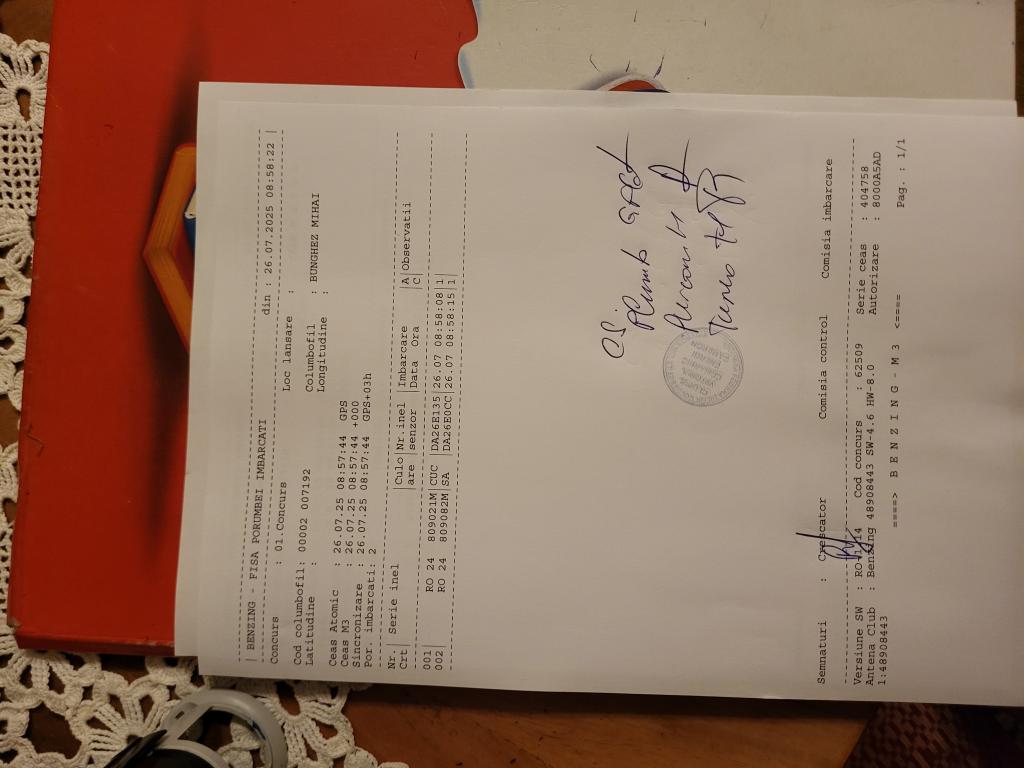 | BENZING - FISA PORUMBEI IMBARCATI din : 26.07.2025 08:58:22 |
Concurs : 01.Concurs
Loc lansare :
Cod columbofil: 00002 007192 Columbofil : BUNGHEZ MIHAI
Latitudine : Longitudine :
Ceas Atomic : 26.07.25 08:57:44 GPS
Ceas M3 : 26.07.25 08:57:44 +000
Sincronizare : 26.07.25 08:57:44 GPS+03h
Por. imbarcati: 2
Nr.| Serie inel |Culo|Nr.inel |Imbarcare |A|Observatii
Crt| |are |senzor |Data Ora |C|
001| RO 24 809021M|CUC |DA26E135|26.07 08:58:08|1|
002| RO 24 809082M|SA |DA26E0CC|26.07 08:58:15|1|
Semnaturi : Crescator Comisia control Comisia imbarcare
Versiune SW : RO Cod concurs : 62509 Serie ceas : 404758
Antena Club : Benzing 48908443 SW-4.6 HW-8.0 Autorizare : 8000A5AD
1:48908443
====> B E N Z I N G - M 3 <==== Pag. : 1/1